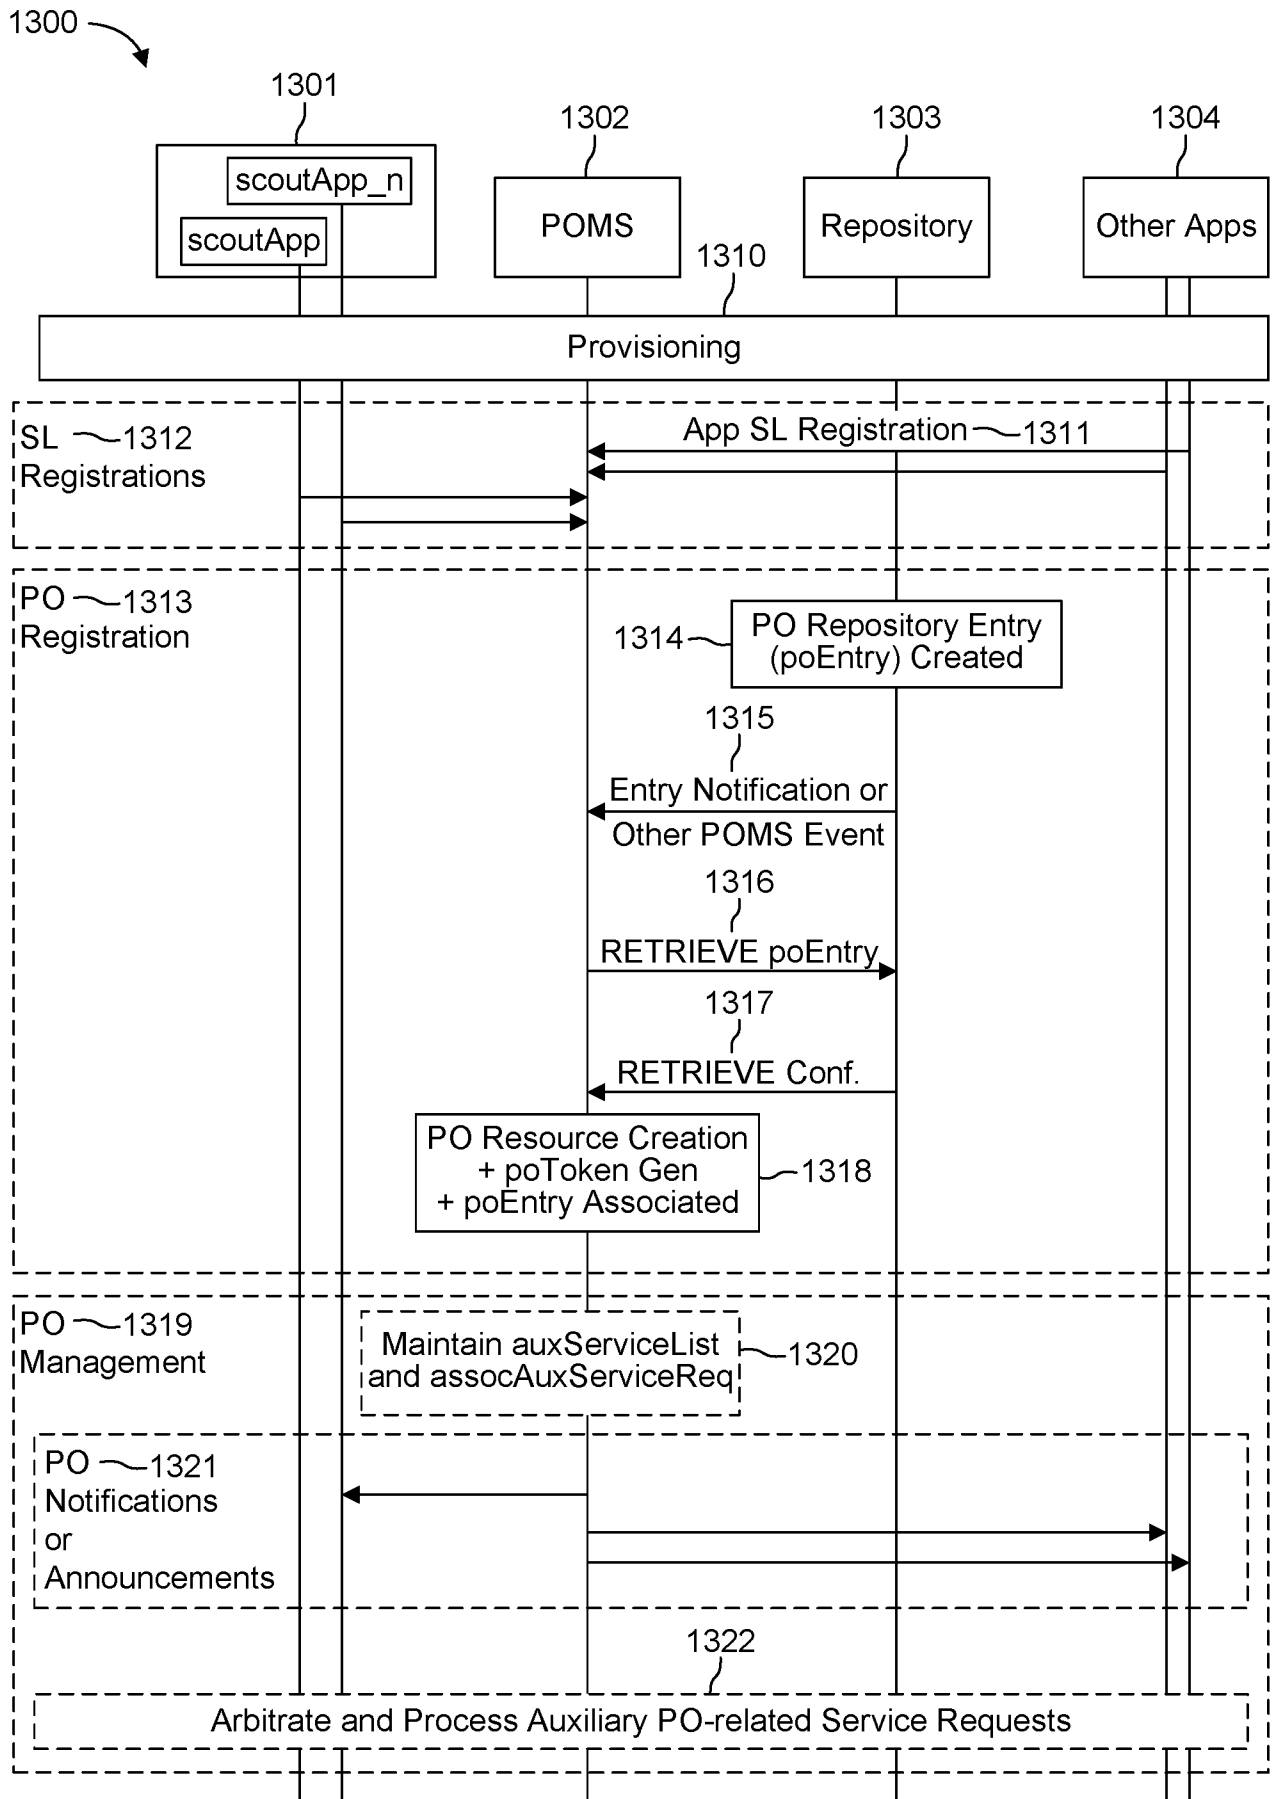 1300
1301
1302
1303
1304
scoutApp_n
scoutApp
POMS
Repository
Other Apps
1310
Provisioning
SL 1312
Registrations
App SL Registration 1311
PO 1313
Registration
1314
PO Repository Entry
(poEntry) Created
1315
Entry Notification or
Other POMS Event
1316
RETRIEVE poEntry
1317
RETRIEVE Conf.
PO Resource Creation
+ poToken Gen
+ poEntry Associated
1318
PO 1319
Management
Maintain auxServiceList
and assocAuxServiceReq
1320
PO 1321
Notifications
or
Announcements
1322
Arbitrate and Process Auxiliary PO-related Service Requests